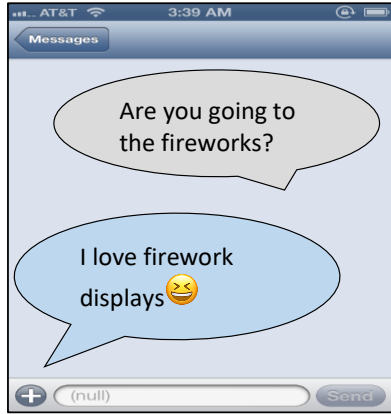 AT&T 3:39 AM
Messages
Are you going to
the fireworks?
I love firework
displays😆
(null) Send